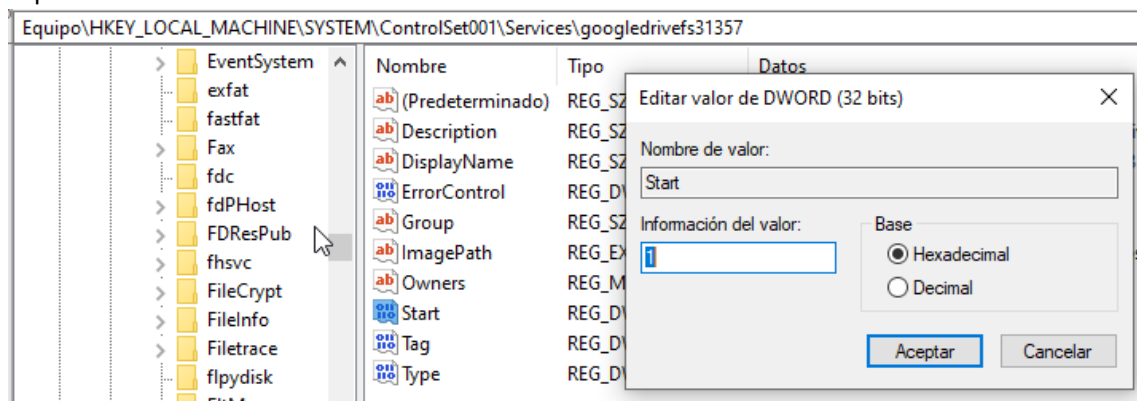 Equipo\HKEY_LOCAL_MACHINE\SYSTEM\ControlSet001\Services\googledrivefs31357
EventSystem
exfat
fastfat
Fax
fdc
fdPHost
FDResPub
fhsvc
FileCrypt
FileInfo
Filetrace
flpydisk
Nombre Tipo Datos
(Predeterminado) REG_SZ
Description REG_SZ
DisplayName REG_SZ
ErrorControl REG_D
Group REG_SZ
ImagePath REG_EX
Owners REG_M
Start REG_D
Tag REG_D
Type REG_D
Editar valor de DWORD (32 bits)
Nombre de valor:
Start
Información del valor:
1
Base
Hexadecimal
Decimal
Aceptar Cancelar